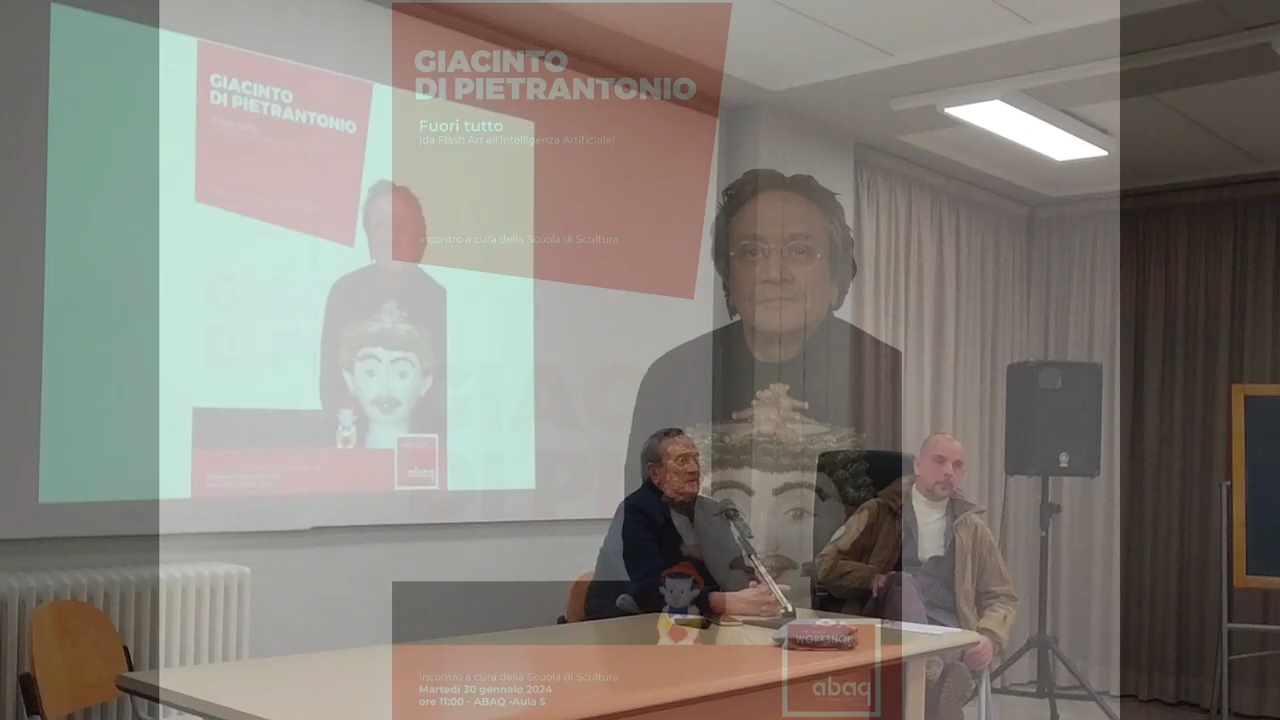 GIACINTO
DI PIETRANTONIO
GIACINTO
DI PIETRANTONIO
Fuori tutto
(da Flash Art all'Intelligenza Artificiale)
Incontro a cura della Scuola di Scultura
WORKSHOP
abaq
abaq
Incontro a cura della Scuola di Scultura
Martedì 30 gennaio 2024
ore 11:00 - ABAQ -Aula 5